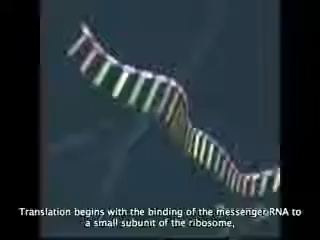 Translation begins with the binding of the messenger RNA to
a small subunit of the ribosome,